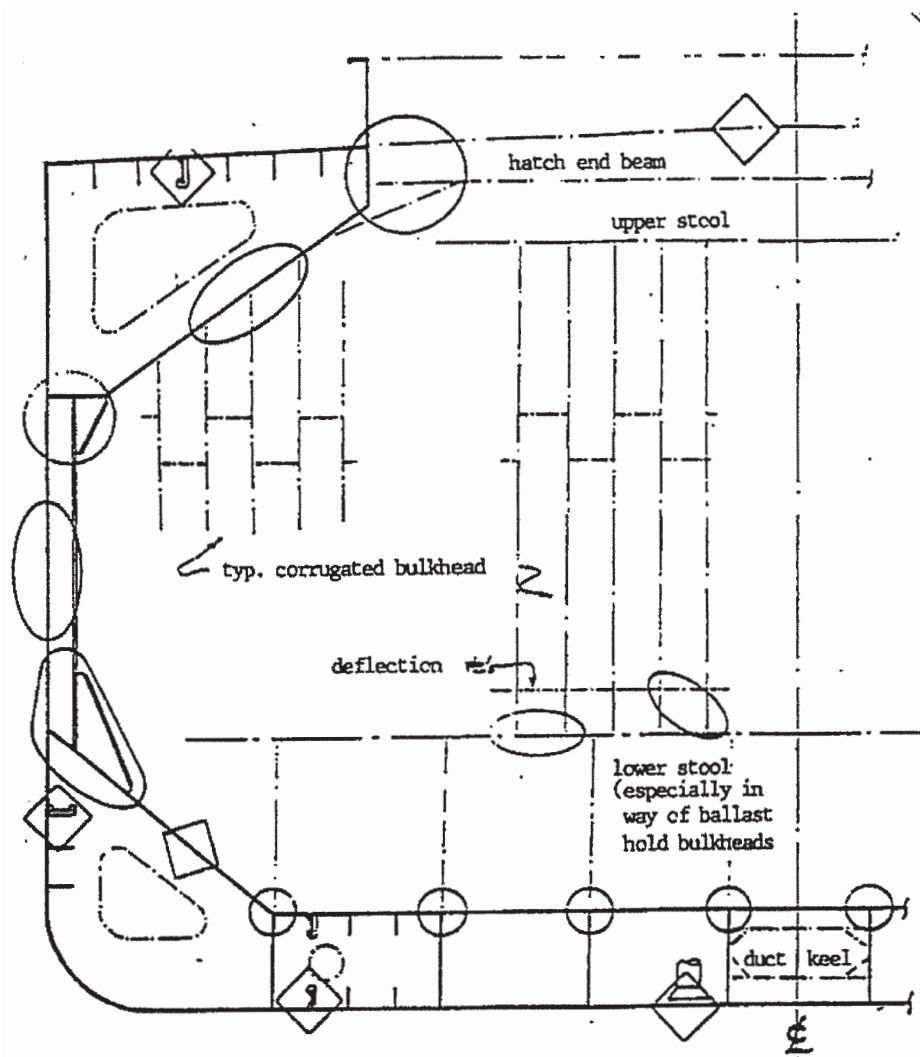 hatch end beam
upper stool
typ. corrugated bulkhead
deflection
lower stool
(especially in
way of ballast
hold bulkheads
duct keel
℄